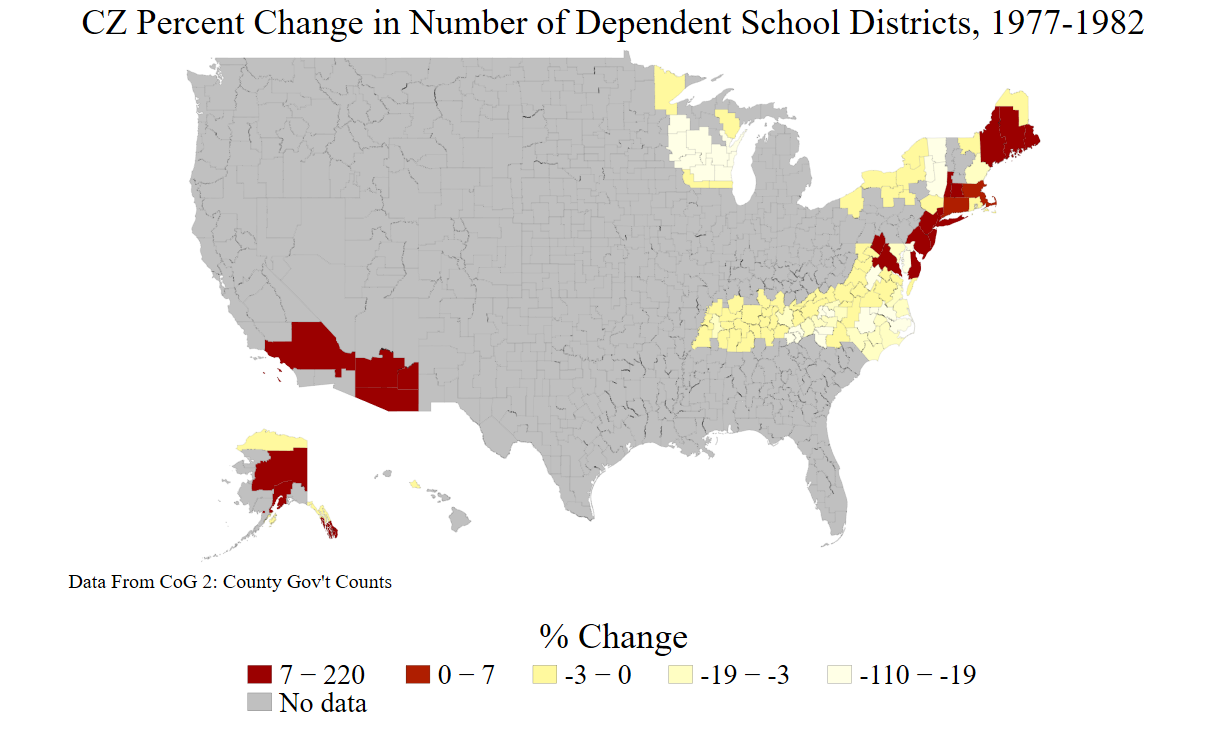 CZ Percent Change in Number of Dependent School Districts, 1977-1982
Data From CoG 2: County Gov't Counts
% Change
7 − 220 0 − 7 -3 − 0 -19 − -3 -110 − -19
No data